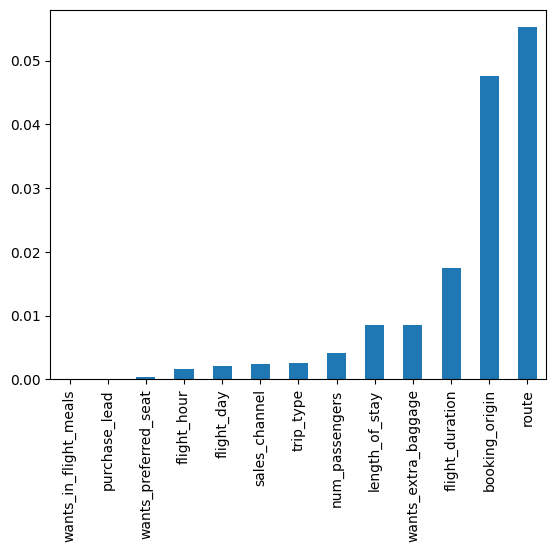 0.05
0.04
0.03
0.02
0.01
0.00
wants_in_flight_meals
purchase_lead
wants_preferred_seat
flight_hour
flight_day
sales_channel
trip_type
num_passengers
length_of_stay
wants_extra_baggage
flight_duration
booking_origin
route